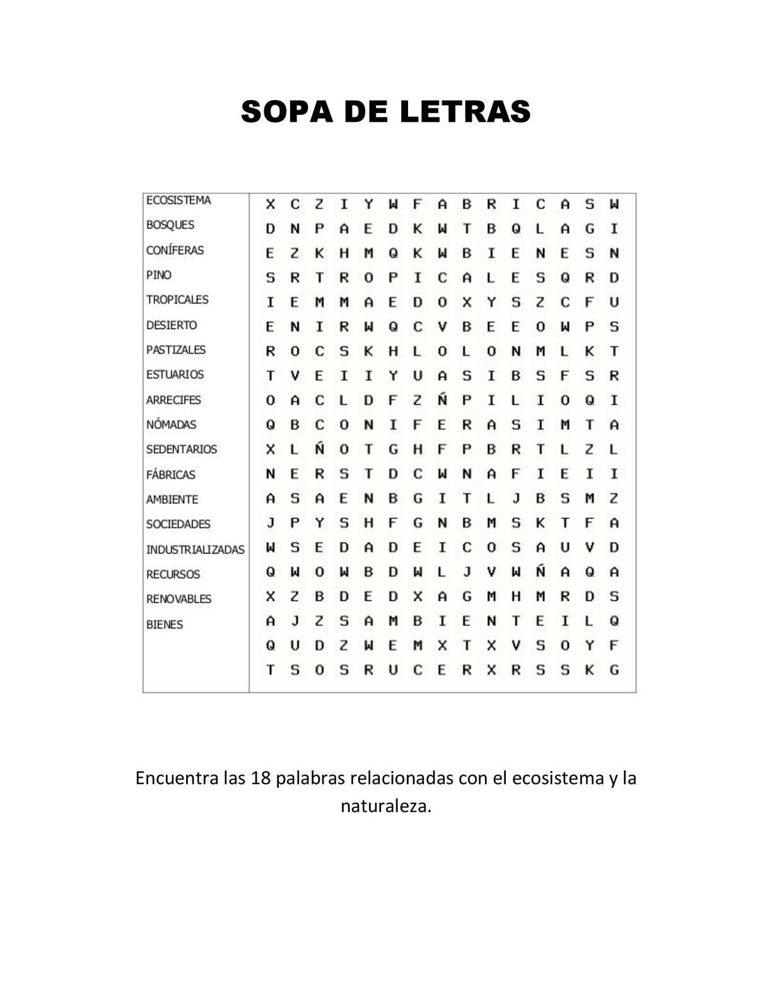 SOPA DE LETRAS
ECOSISTEMA
BOSQUES
CONÍFERAS
PINO
TROPICALES
DESIERTO
PASTIZALES
ESTUARIOS
ARRECIFES
NÓMADAS
SEDENTARIOS
FÁBRICAS
AMBIENTE
SOCIEDADES
INDUSTRIALIZADAS
RECURSOS
RENOVABLES
BIENES
X C Z I Y W F A B R I C A S W
D N P A E D K W T B Q L A G I
E Z K H M Q K W B I E N E S N
S R T R O P I C A L E S Q R D
I E M M A E D O X Y S Z C F U
E N I R W Q C V B E E O W P S
R O C S K H L O L O N M L K T
T V E I I Y U A S I B S F S R
O A C L D F Z Ñ P I L I O Q I
Q B C O N I F E R A S I M T A
X L Ñ O T G H F P B R T L Z L
N E R S T D C W N A F I E I I
A S A E N B G I T L J B S M Z
J P Y S H F G N B M S K T F A
W S E D A D E I C O S A U V D
Q W O W B D W L J V W Ñ A Q A
X Z B D E D X A G M H M R D S
A J Z S A M B I E N T E I L Q
Q U D Z W E M X T X V S O Y F
T S O S R U C E R X R S S K G
Encuentra las 18 palabras relacionadas con el ecosistema y la
naturaleza.